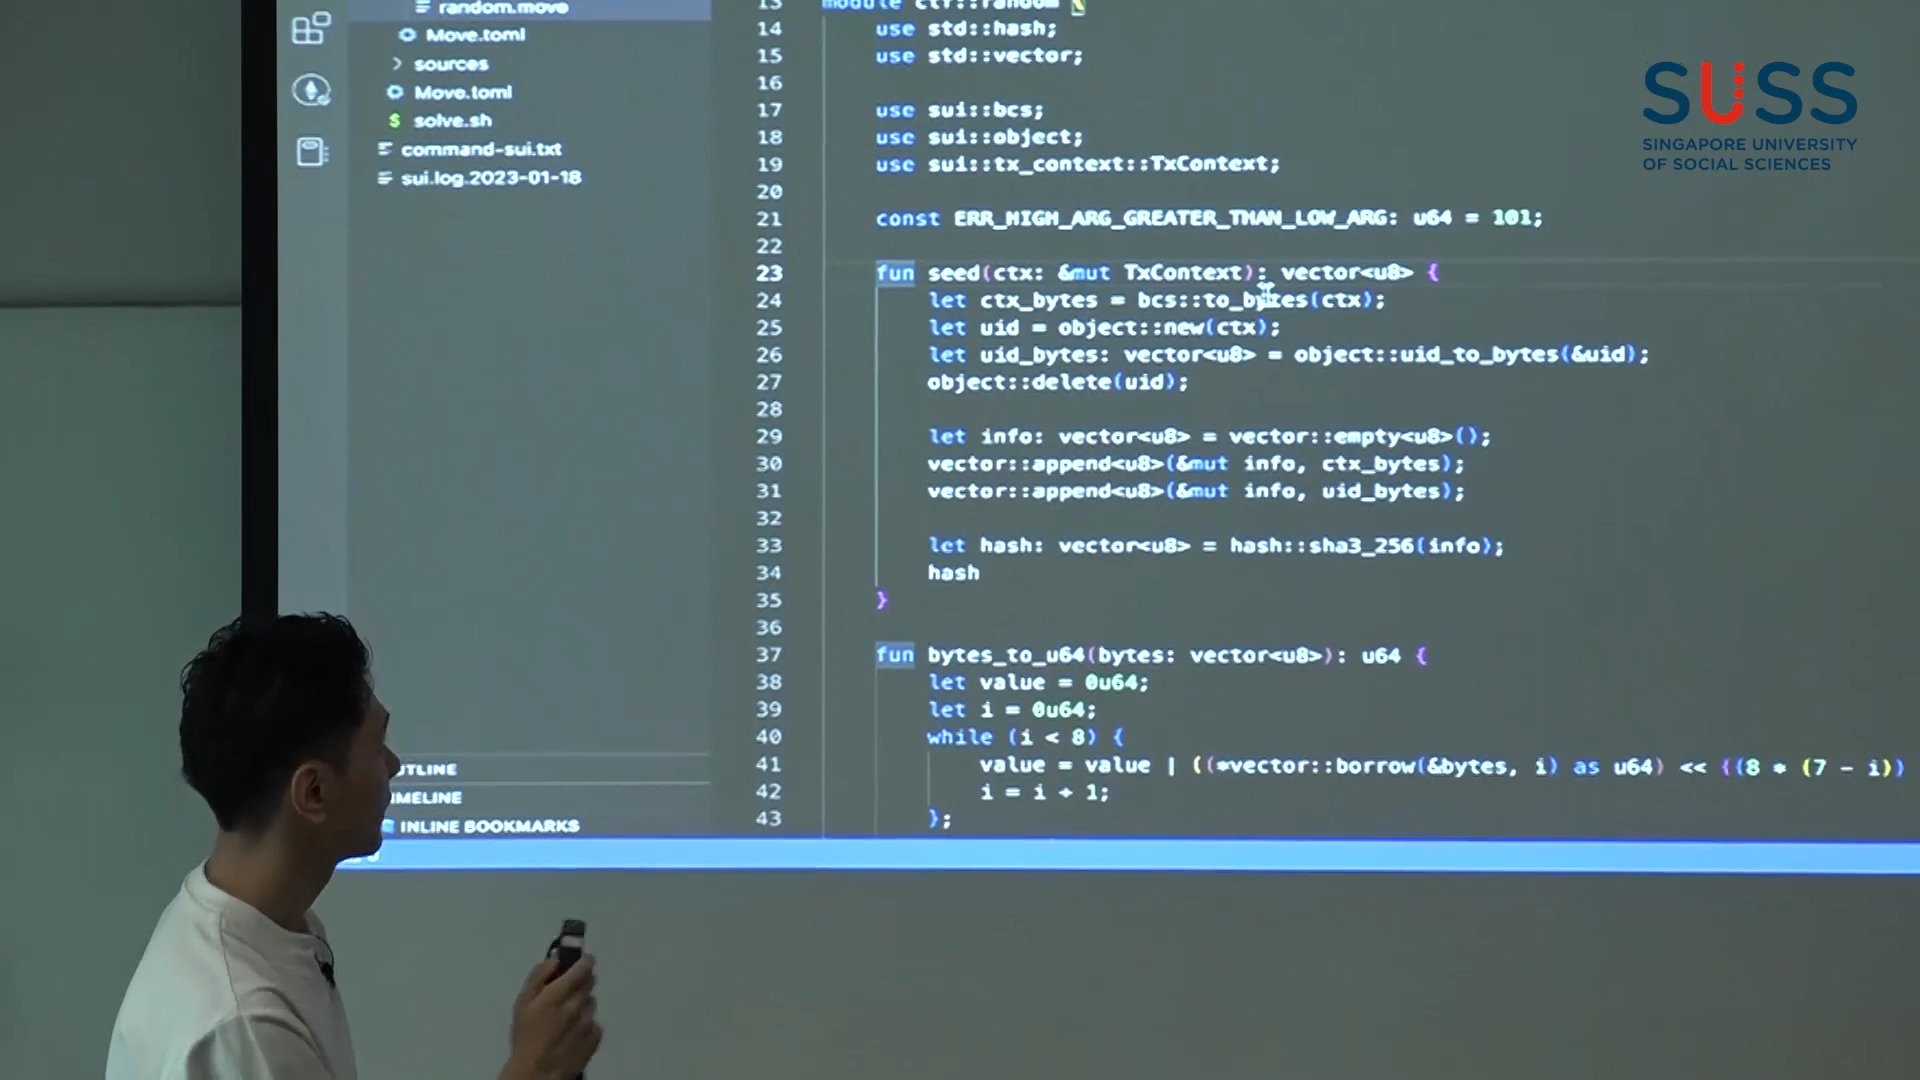 random.move
Move.toml
sources
Move.toml
$ solve.sh
command-sui.txt
sui.log.2023-01-18
OUTLINE
TIMELINE
INLINE BOOKMARKS
13 module ctf::random {
14 use std::hash;
15 use std::vector;
16
17 use sui::bcs;
18 use sui::object;
19 use sui::tx_context::TxContext;
20
21 const ERR_HIGH_ARG_GREATER_THAN_LOW_ARG: u64 = 101;
22
23 fun seed(ctx: &mut TxContext): vector<u8> {
24 let ctx_bytes = bcs::to_bytes(ctx);
25 let uid = object::new(ctx);
26 let uid_bytes: vector<u8> = object::uid_to_bytes(&uid);
27 object::delete(uid);
28
29 let info: vector<u8> = vector::empty<u8>();
30 vector::append<u8>(&mut info, ctx_bytes);
31 vector::append<u8>(&mut info, uid_bytes);
32
33 let hash: vector<u8> = hash::sha3_256(info);
34 hash
35 }
36
37 fun bytes_to_u64(bytes: vector<u8>): u64 {
38 let value = 0u64;
39 let i = 0u64;
40 while (i < 8) {
41 value = value | ((*vector::borrow(&bytes, i) as u64) << ((8 * (7 - i))
42 i = i + 1;
43 };
SUSS
SINGAPORE UNIVERSITY
OF SOCIAL SCIENCES